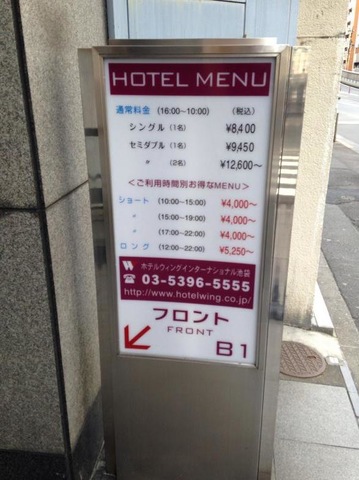 HOTEL MENU
通常料金 (16:00~10:00) (税込)
シングル (1名) ¥8,400
セミダブル (1名) ¥9,450
〃 (2名) ¥12,600~
<ご利用時間別お得なMENU>
ショート (10:00~15:00) ¥4,000~
〃 (15:00~19:00) ¥4,000~
〃 (17:00~22:00) ¥4,000~
ロング (12:00~22:00) ¥5,250~
ホテルウィングインターナショナル池袋
☎ 03-5396-5555
http://www.hotelwing.co.jp/
フロント
FRONT
B1